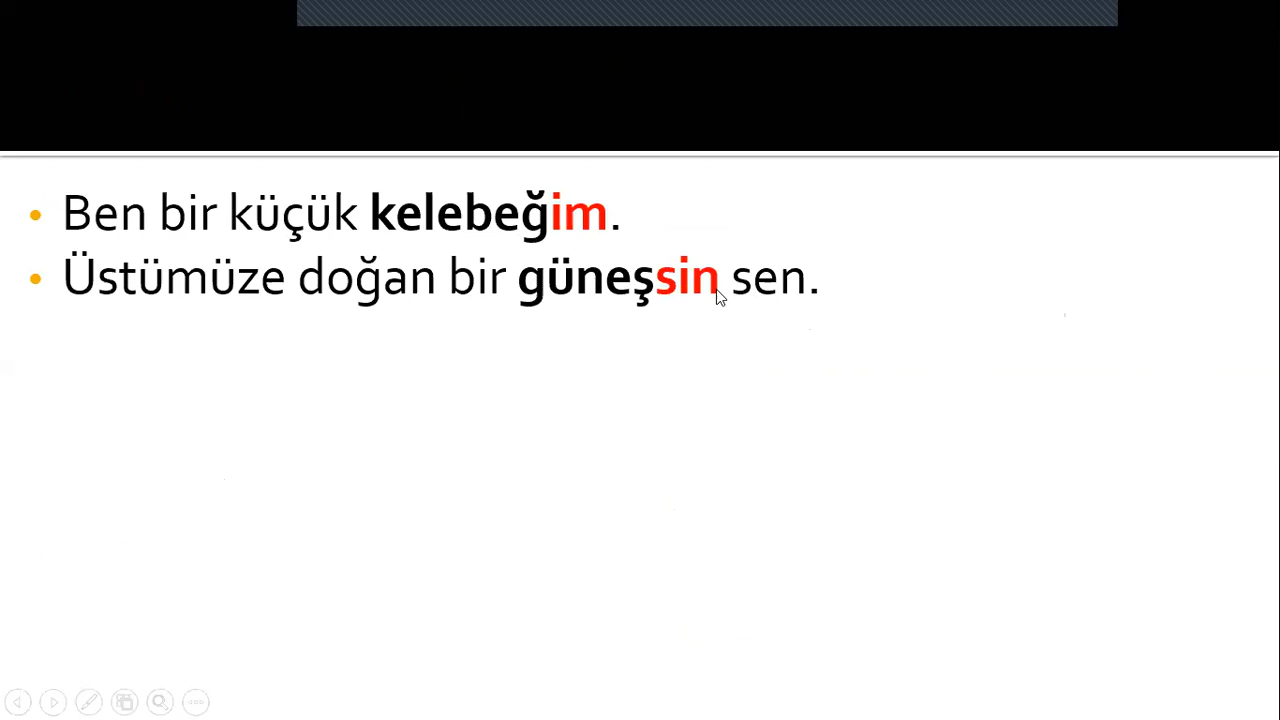 • Ben bir küçük kelebeğim.
• Üstümüze doğan bir güneşsin sen.